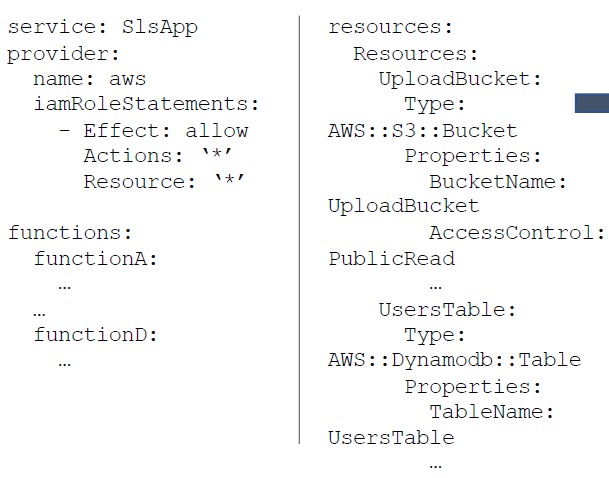 service: SlsApp
provider:
  name: aws
  iamRoleStatements:
    - Effect: allow
      Actions: ‘*’
      Resource: ‘*’

functions:
  functionA:
    …
  …
  functionD:
    …
resources:
  Resources:
    UploadBucket:
      Type:
AWS::S3::Bucket
      Properties:
        BucketName:
UploadBucket
        AccessControl:
PublicRead
        …
    UsersTable:
      Type:
AWS::Dynamodb::Table
      Properties:
        TableName:
UsersTable
        …